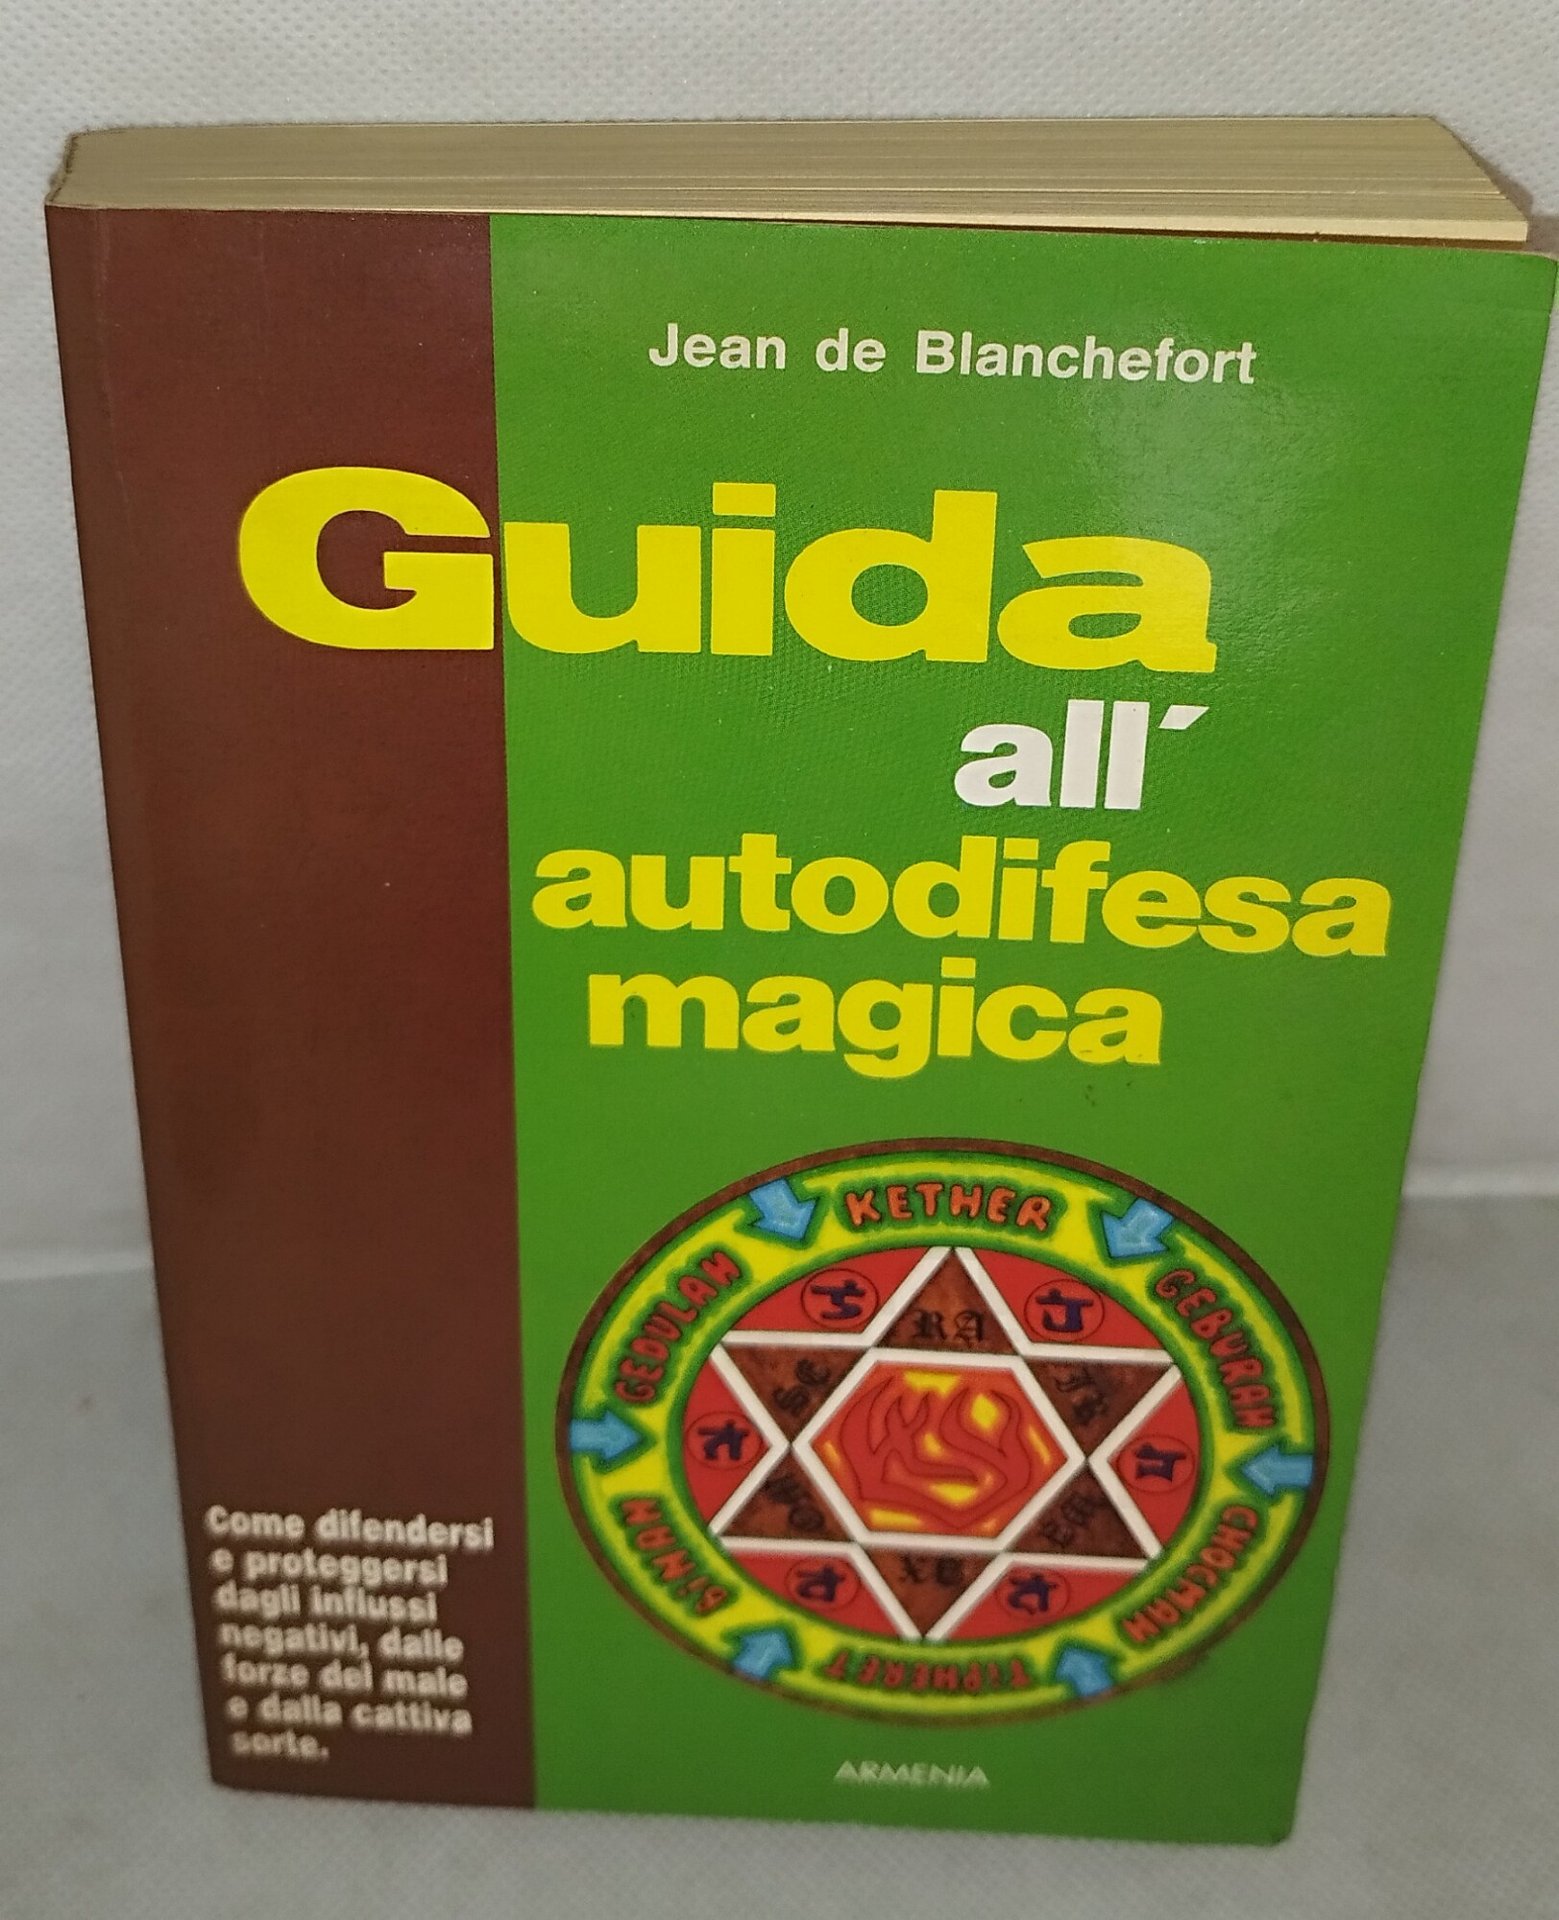 Jean de Blanchefort
Guida
all'
autodifesa
magica
KETHER
GEBURAH
CHOCMAH
TIPHERET
BINAH
GEDULAH
RA
Come difendersi
e proteggersi
dagli influssi
negativi, dalle
forze del male
e dalla cattiva
sorte.
ARMENIA